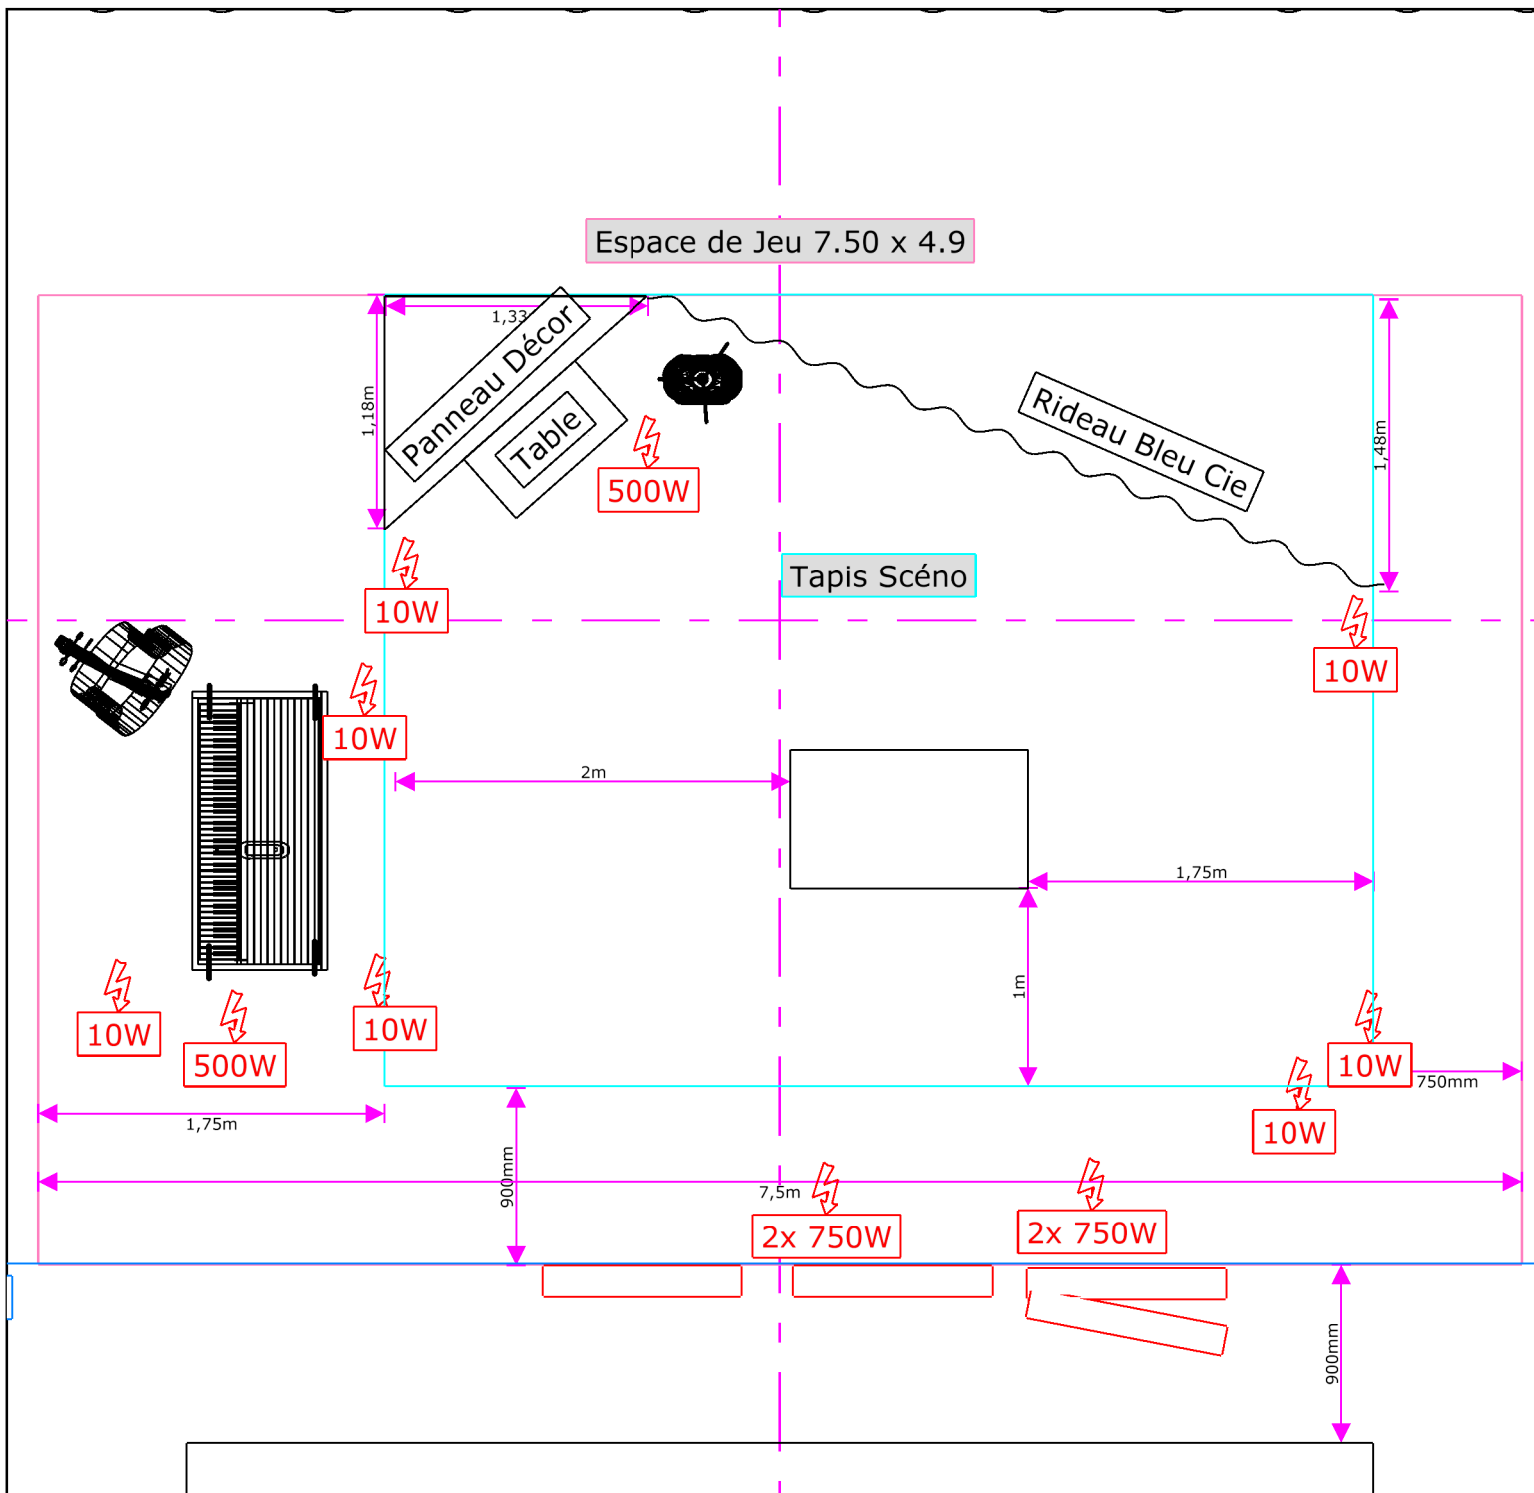 Espace de Jeu 7.50 x 4.9
1,33
Panneau Décor
1,18m
Table
Rideau Bleu Cie
1,48m
500W
Tapis Scéno
10W
10W
10W
2m
1,75m
1m
10W
10W
500W
10W
750mm
1,75m
10W
900mm
7,5m
2x 750W
2x 750W
900mm